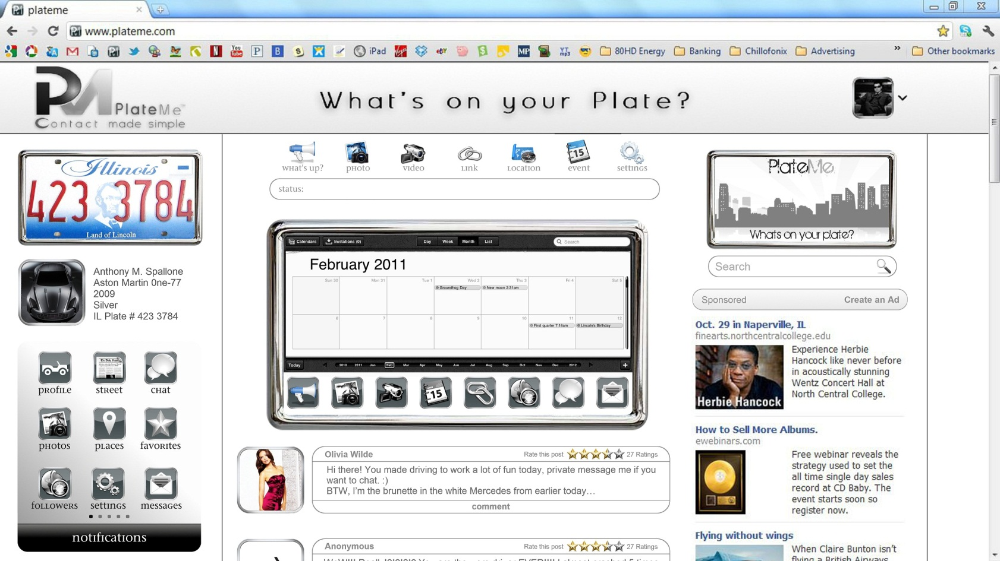 plateme
www.plateme.com
iPad
80HD Energy
Banking
Chillofonix
Advertising
»
Other bookmarks
PM
PlateMe™
Contact made simple
What's on your Plate?
Illinois
423 3784
Land of Lincoln
Anthony M. Spallone
Aston Martin One-77
2009
Silver
IL Plate # 423 3784
profile street chat
photos places favorites
followers settings messages
notifications
what's up? photo video link location event settings
status:
Calendars Invitations (0) Day Week Month List Search
February 2011
Sun 30 Mon 31 Tue 1 Wed 2 Thu 3 Fri 4 Sat 5
Groundhog Day New moon 2:31am
6 7 8 9 10 11 12
First quarter 7:18am Lincoln's Birthday
Today 2010 2011 Jan Feb Mar Apr May Jun Jul Aug Sep Oct Nov Dec 2012 +
15
Olivia Wilde Rate this post 27 Ratings
Hi there! You made driving to work a lot of fun today, private message me if you
want to chat. :)
BTW, I'm the brunette in the white Mercedes from earlier today…
comment
Anonymous Rate this post 27 Ratings
PlateMe
Whats on your plate?
Search
Sponsored Create an Ad
Oct. 29 in Naperville, IL
finearts.northcentralcollege.edu
Herbie Hancock
Experience Herbie
Hancock like never before
in acoustically stunning
Wentz Concert Hall at
North Central College.
How to Sell More Albums.
ewebinars.com
Free webinar reveals the
strategy used to set the
all time single day sales
record at CD Baby. The
event starts soon so
register now.
Flying without wings
When Claire Bunton isn't
flying a British Airways